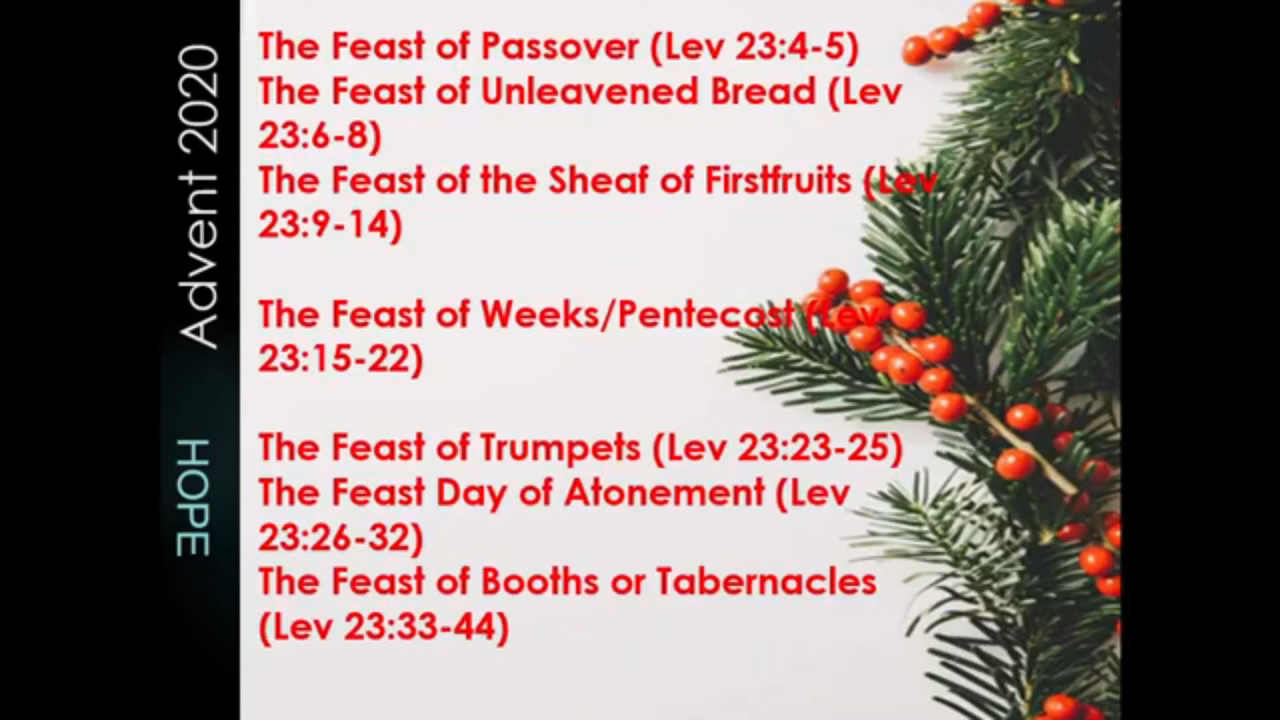 The Feast of Passover (Lev 23:4-5)
The Feast of Unleavened Bread (Lev
23:6-8)
The Feast of the Sheaf of Firstfruits (Lev
23:9-14)
The Feast of Weeks/Pentecost (Lev
23:15-22)
The Feast of Trumpets (Lev 23:23-25)
The Feast Day of Atonement (Lev
23:26-32)
The Feast of Booths or Tabernacles
(Lev 23:33-44)
Advent 2020
HOPE